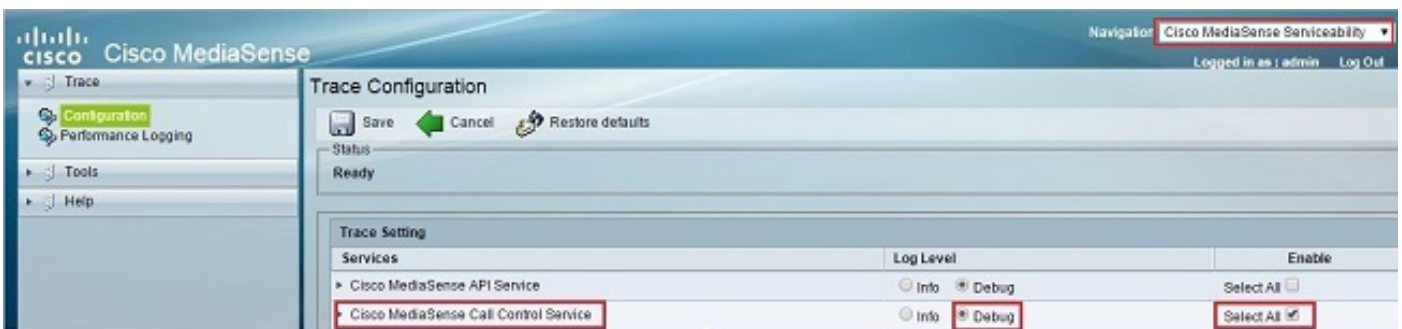 Navigation Cisco MediaSense Serviceability
CISCO Cisco MediaSense
Logged in as : admin Log Out
Trace
Configuration
Performance Logging
Tools
Help
Trace Configuration
Save Cancel Restore defaults
Status
Ready
Trace Setting
Services Log Level Enable
Cisco MediaSense API Service Info Debug Select All
Cisco MediaSense Call Control Service Info Debug Select All